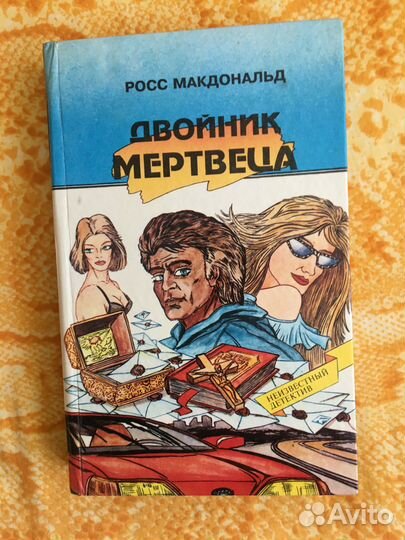 РОСС МАКДОНАЛЬД
ДВОЙНИК
МЕРТВЕЦА
НЕИЗВЕСТНЫЙ
ДЕТЕКТИВ
Avito